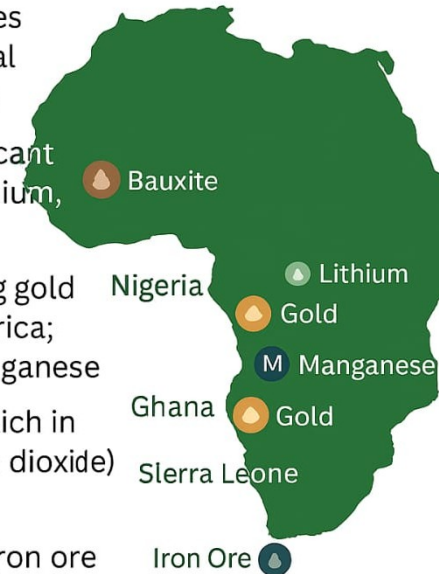 es
al
cant
ium,
Bauxite
Lithium
g gold
Nigeria
Gold
rica;
ganese
M Manganese
ich in
Ghana
Gold
dioxide)
Sierra Leone
ron ore
Iron Ore